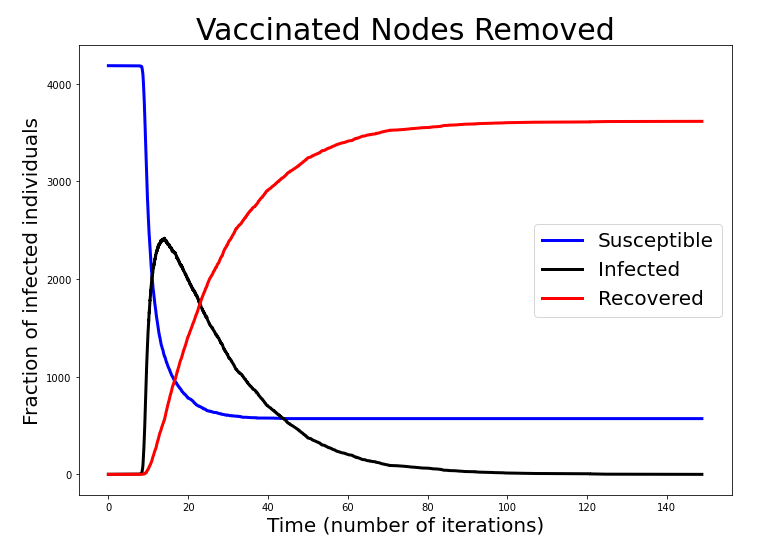 Vaccinated Nodes Removed
Fraction of infected individuals
4000
3000
2000
1000
0
Susceptible
Infected
Recovered
0 20 40 60 80 100 120 140
Time (number of iterations)